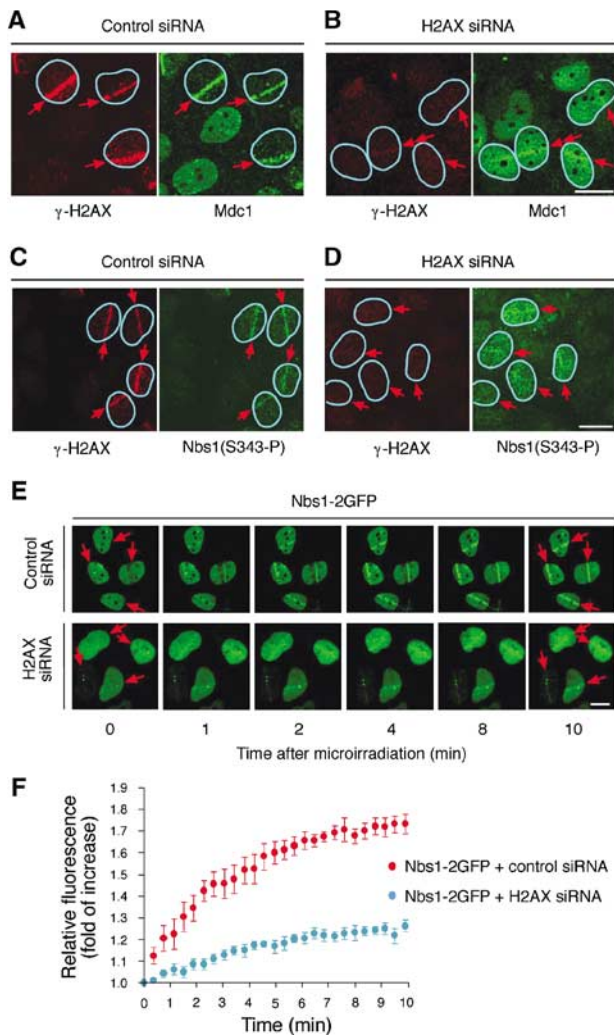 A
Control siRNA
γ-H2AX
Mdc1
B
H2AX siRNA
γ-H2AX
Mdc1
C
Control siRNA
γ-H2AX
Nbs1(S343-P)
D
H2AX siRNA
γ-H2AX
Nbs1(S343-P)
E
Nbs1-2GFP
Control
siRNA
H2AX
siRNA
0 1 2 4 8 10
Time after microirradiation (min)
F
Relative fluorescence
(fold of increase)
1.9
1.8
1.7
1.6
1.5
1.4
1.3
1.2
1.1
1.0
0 1 2 3 4 5 6 7 8 9 10
Time (min)
Nbs1-2GFP + control siRNA
Nbs1-2GFP + H2AX siRNA